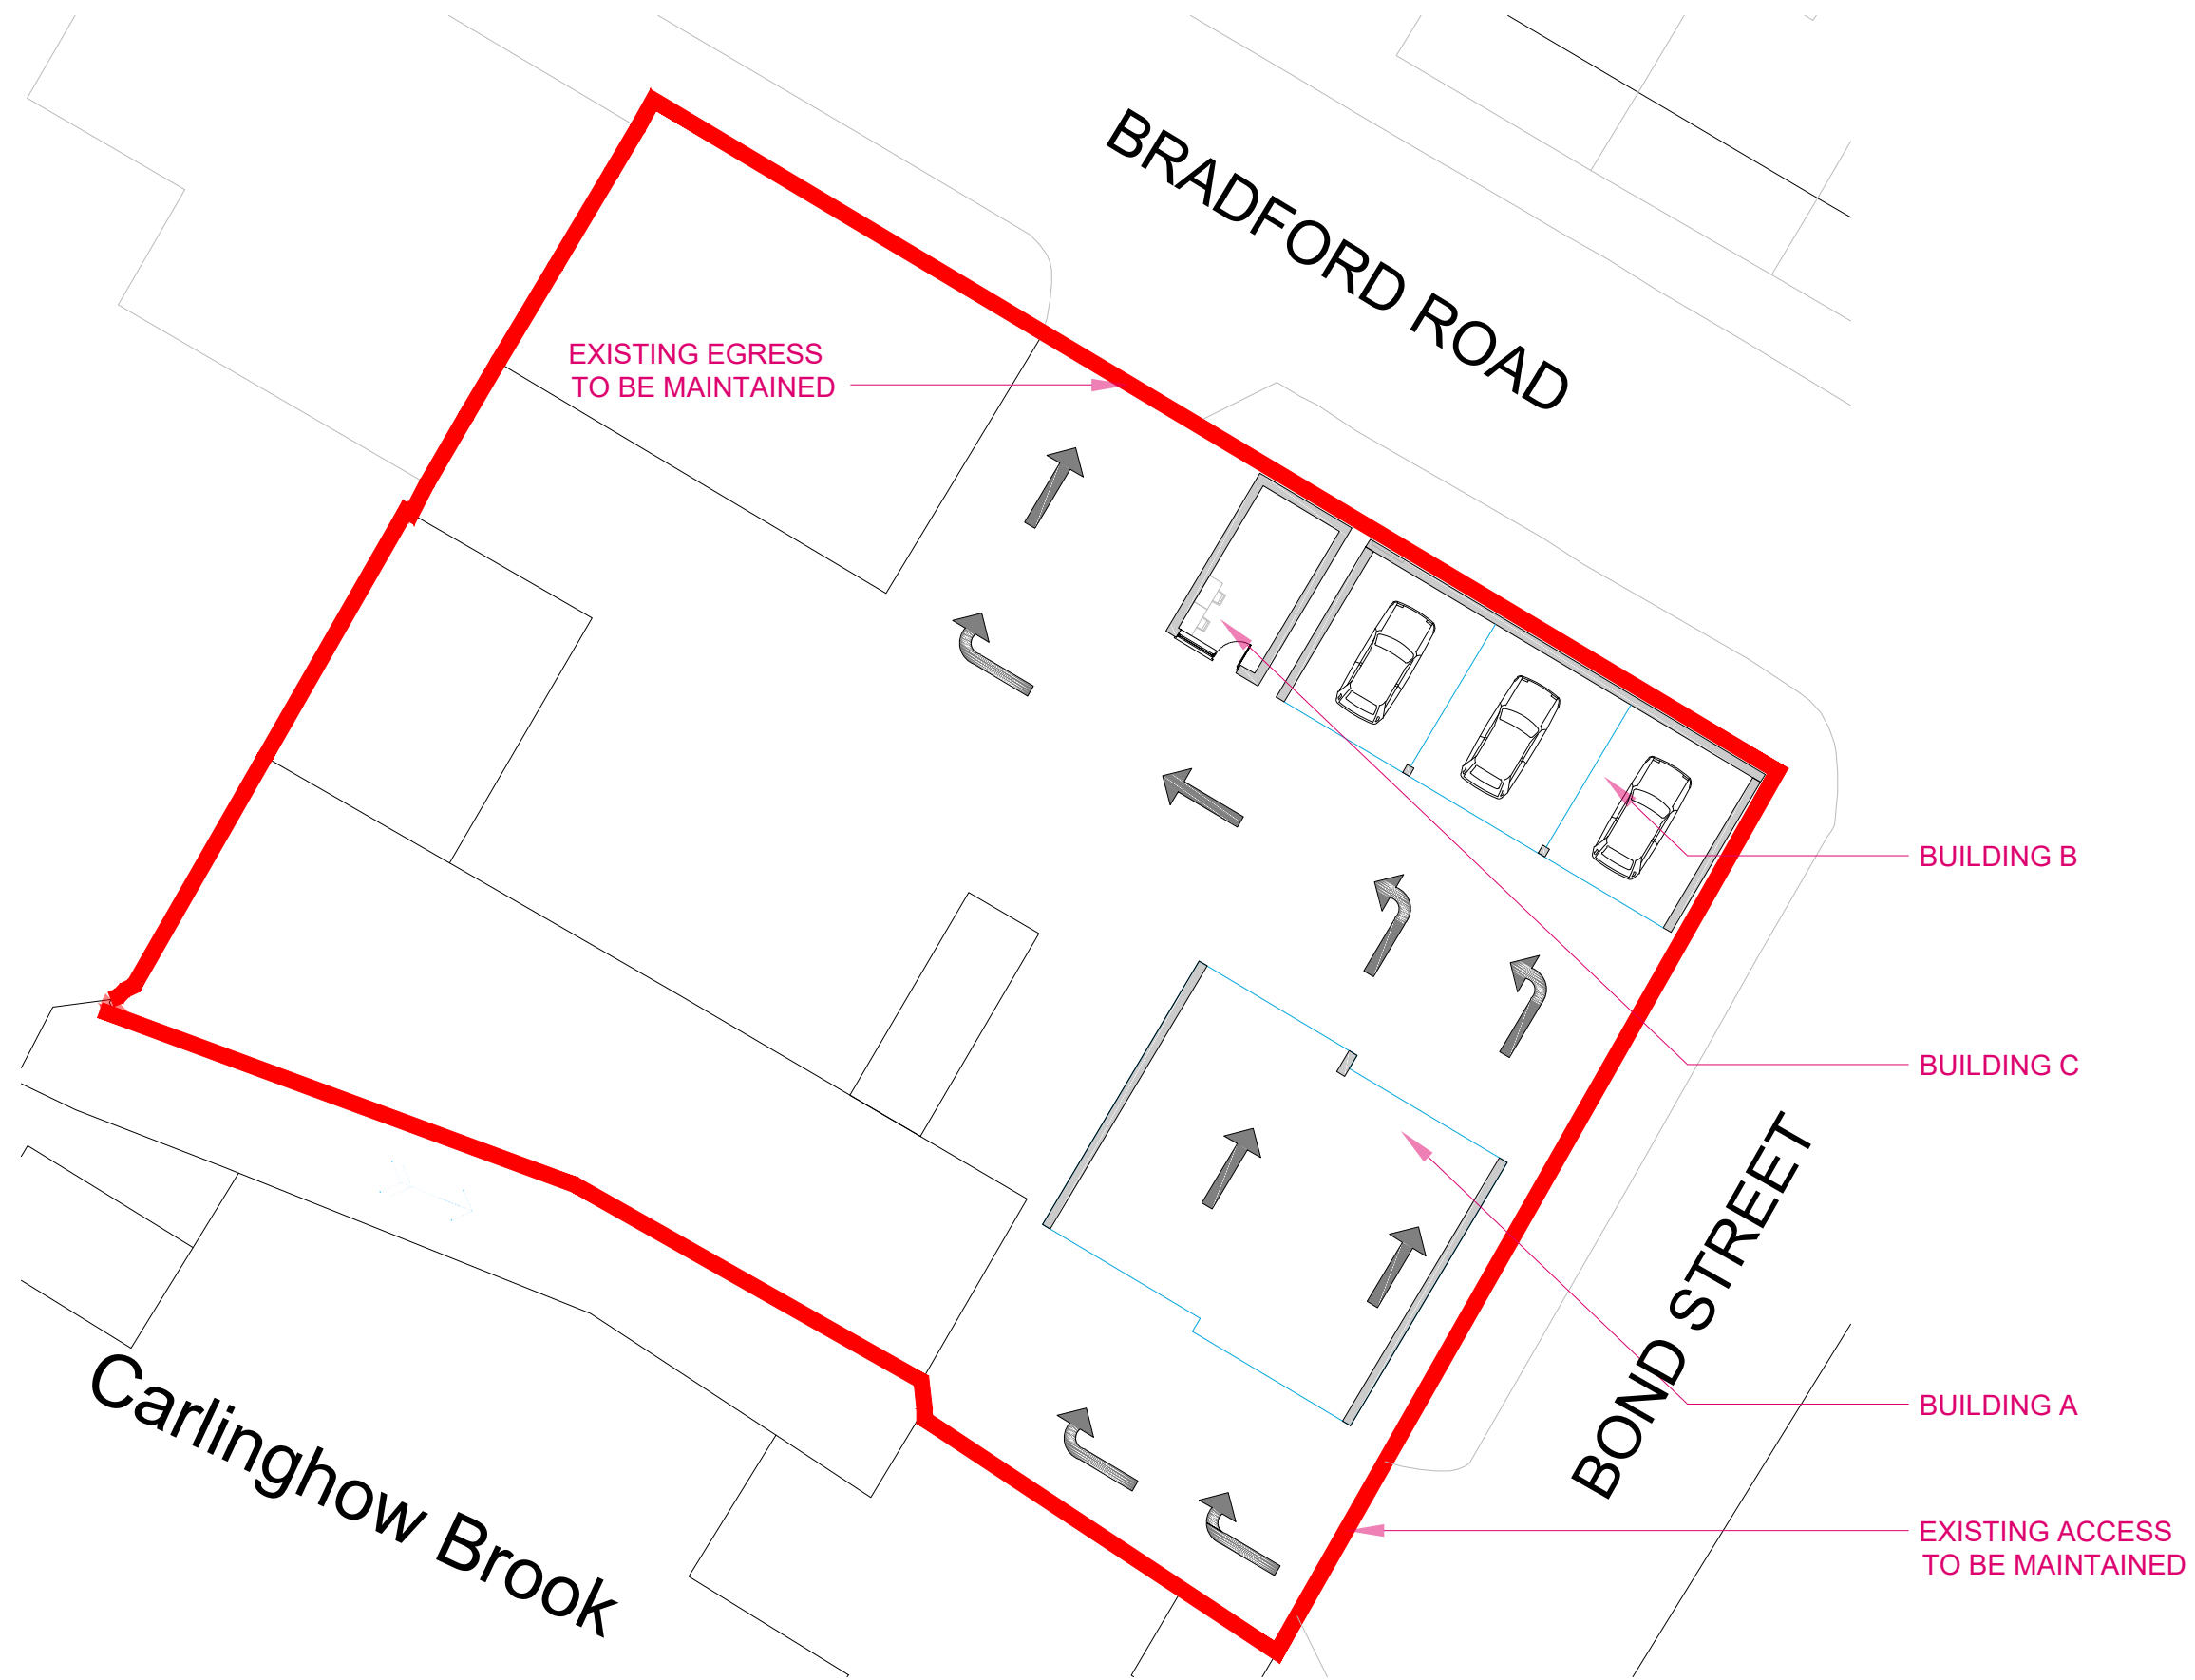 BRADFORD ROAD
EXISTING EGRESS
TO BE MAINTAINED
BUILDING B
BUILDING C
BOND STREET
BUILDING A
Carlinghow Brook
EXISTING ACCESS
TO BE MAINTAINED